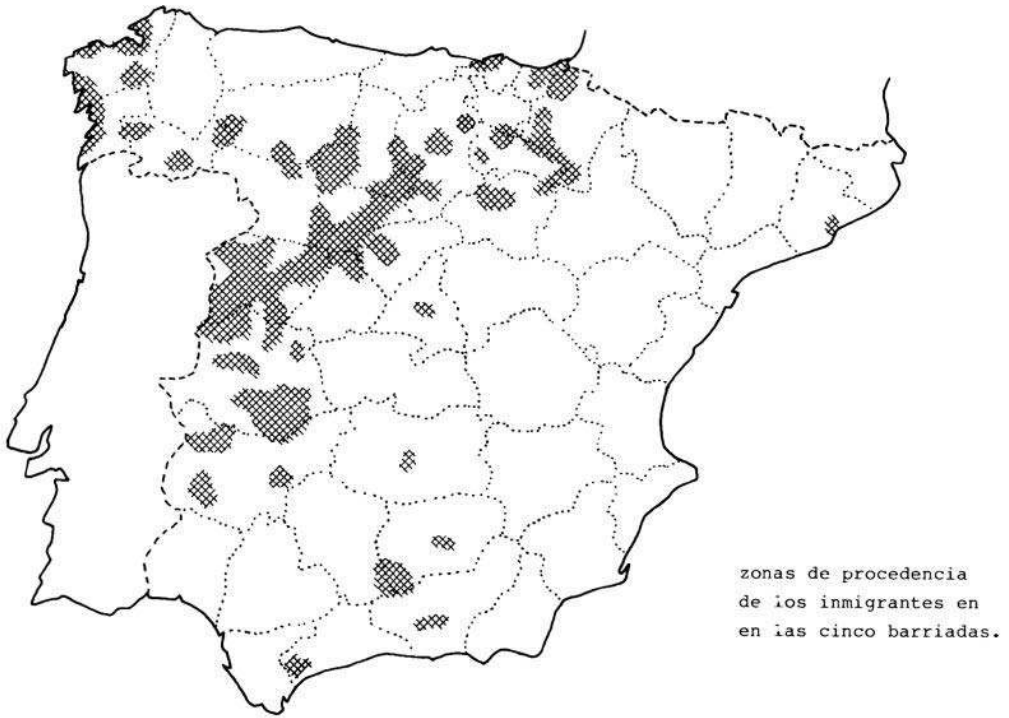 zonas de procedencia
de los inmigrantes en
en las cinco barriadas.